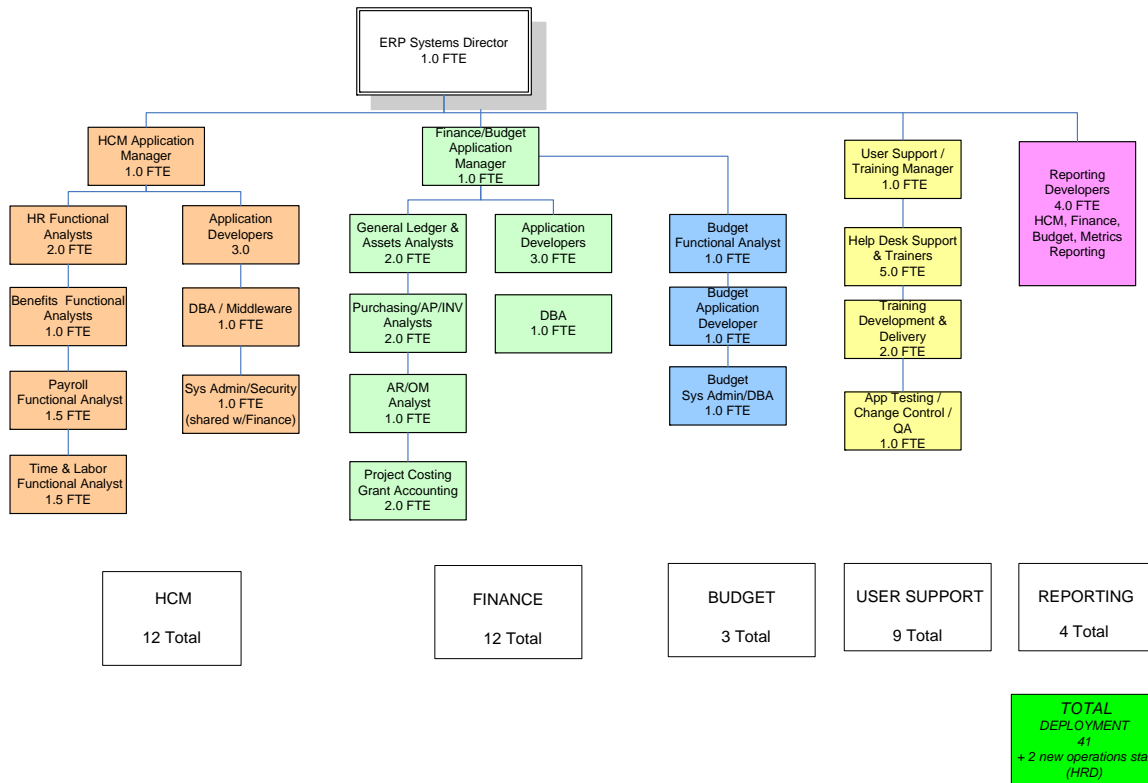 ERP Systems Director
1.0 FTE
HCM Application
Manager
1.0 FTE
Finance/Budget
Application
Manager
1.0 FTE
User Support /
Training Manager
1.0 FTE
Reporting
Developers
4.0 FTE
HCM, Finance,
Budget, Metrics
Reporting
HR Functional
Analysts
2.0 FTE
Application
Developers
3.0
General Ledger &
Assets Analysts
2.0 FTE
Application
Developers
3.0 FTE
Budget
Functional Analyst
1.0 FTE
Help Desk Support
& Trainers
5.0 FTE
Benefits Functional
Analysts
1.0 FTE
DBA / Middleware
1.0 FTE
Purchasing/AP/INV
Analysts
2.0 FTE
DBA
1.0 FTE
Budget
Application
Developer
1.0 FTE
Training
Development &
Delivery
2.0 FTE
Payroll
Functional Analyst
1.5 FTE
Sys Admin/Security
1.0 FTE
(shared w/Finance)
AR/OM
Analyst
1.0 FTE
Budget
Sys Admin/DBA
1.0 FTE
App Testing /
Change Control /
QA
1.0 FTE
Time & Labor
Functional Analyst
1.5 FTE
Project Costing
Grant Accounting
2.0 FTE
HCM
12 Total
FINANCE
12 Total
BUDGET
3 Total
USER SUPPORT
9 Total
REPORTING
4 Total
TOTAL
DEPLOYMENT
41
+ 2 new operations sta
(HRD)